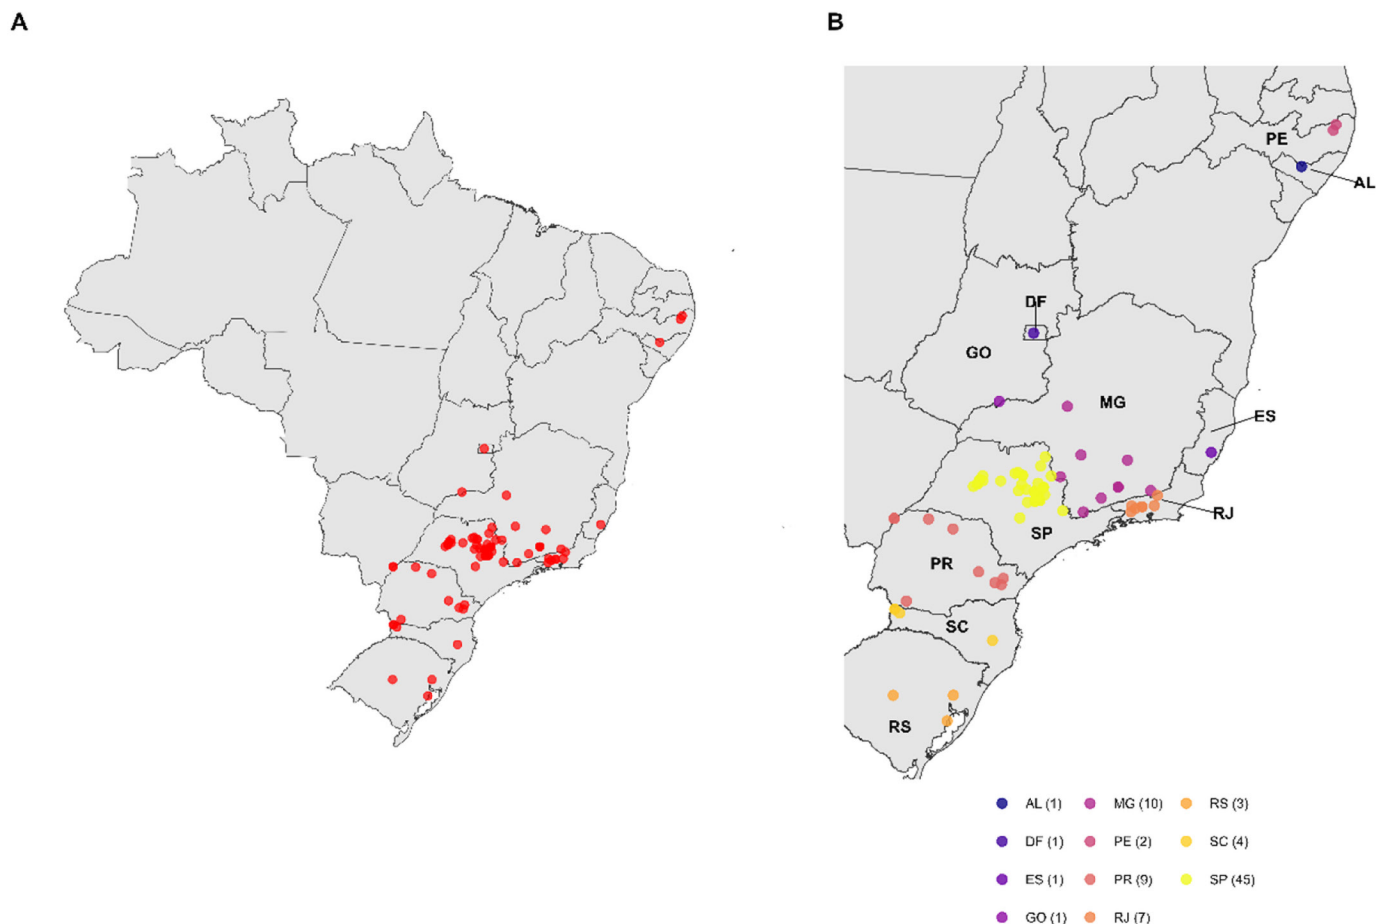 A
B
PE
AL
DF
GO
MG
ES
RJ
SP
PR
SC
RS
AL (1)
MG (10)
RS (3)
DF (1)
PE (2)
SC (4)
ES (1)
PR (9)
SP (45)
GO (1)
RJ (7)